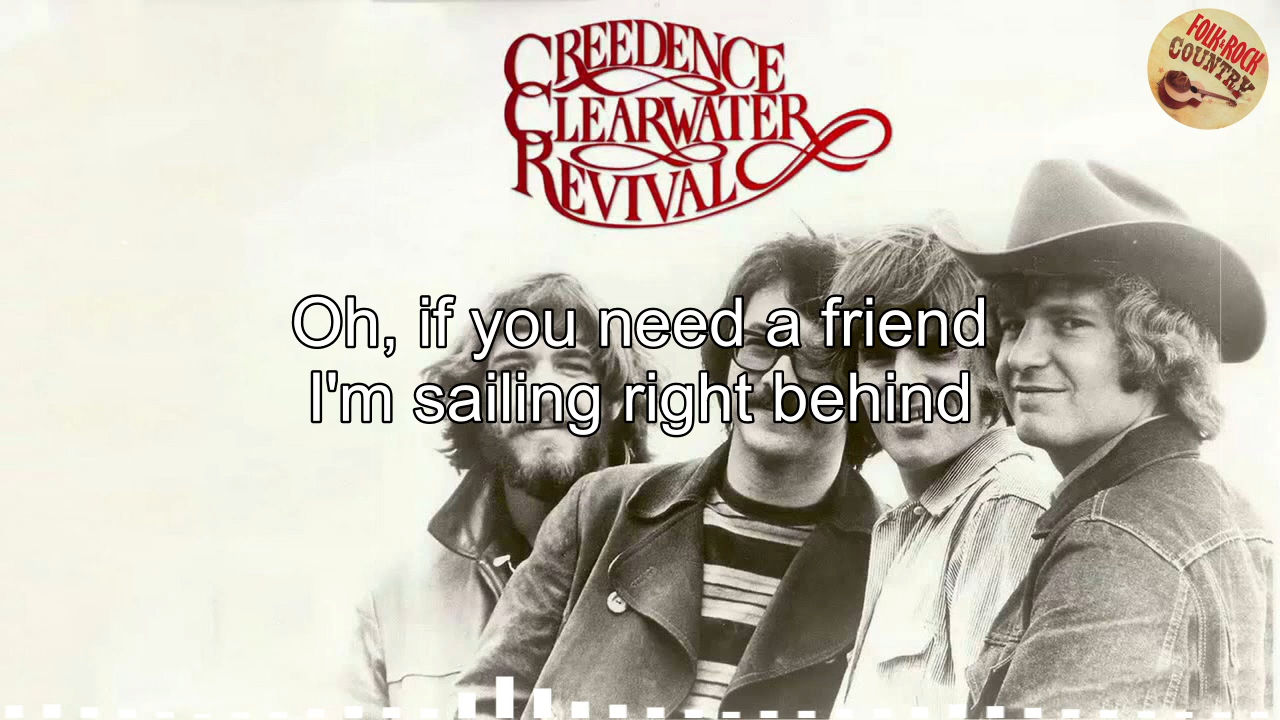 CREEDENCE
CLEARWATER
REVIVAL
FOLK&ROCK
COUNTRY
Oh, if you need a friend
I'm sailing right behind